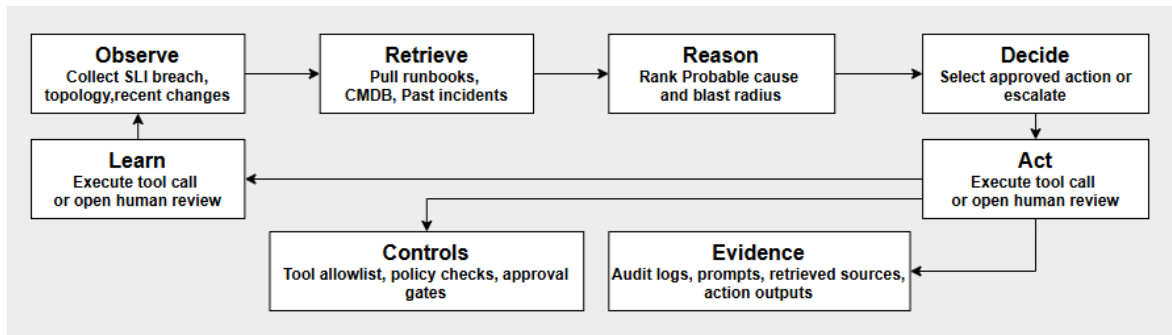 Observe
Collect SLI breach,
topology,recent changes
Retrieve
Pull runbooks,
CMDB, Past incidents
Reason
Rank Probable cause
and blast radius
Decide
Select approved action or
escalate
Learn
Execute tool call
or open human review
Act
Execute tool call
or open human review
Controls
Tool allowlist, policy checks, approval
gates
Evidence
Audit logs, prompts, retrieved sources,
action outputs